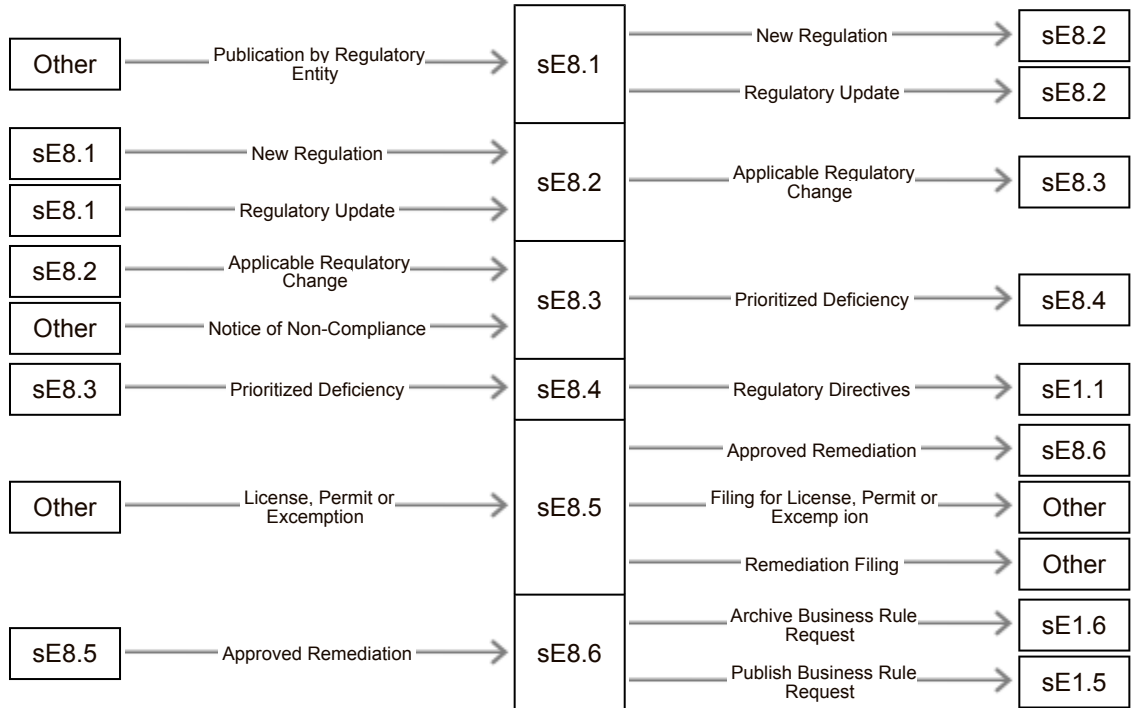 Other
Publication by Regulatory
Entity
sE8.1
New Regulation
sE8.2
Regulatory Update
sE8.2
sE8.1
New Regulation
sE8.1
Regulatory Update
sE8.2
Applicable Regulatory
Change
sE8.3
sE8.2
Applicable Regulatory
Change
Other
Notice of Non-Compliance
sE8.3
Prioritized Deficiency
sE8.4
sE8.3
Prioritized Deficiency
sE8.4
Regulatory Directives
sE1.1
Other
License, Permit or
Excemption
sE8.5
Approved Remediation
sE8.6
Filing for License, Permit or
Excemp ion
Other
Remediation Filing
Other
sE8.5
Approved Remediation
sE8.6
Archive Business Rule
Request
sE1.6
Publish Business Rule
Request
sE1.5